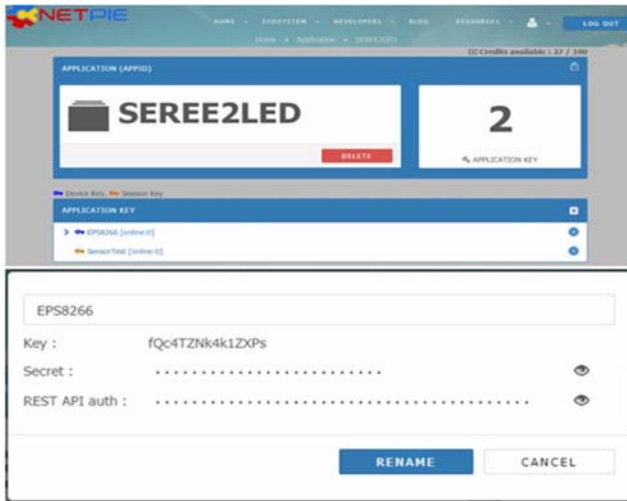 NETPIE
HOME ECOSYSTEM DEVELOPERS BLOG RESOURCES LOG OUT
Home » Application » SEREE2LED
ID Credits available : 27 / 100
APPLICATION (APPID)
SEREE2LED
2
DELETE
APPLICATION KEY
Device Key, Session Key
APPLICATION KEY
EPS8266 [online:0]
SensorTest [online:0]
EPS8266
Key : fQc4TZNk4k1ZXPs
Secret :
REST API auth :
RENAME CANCEL